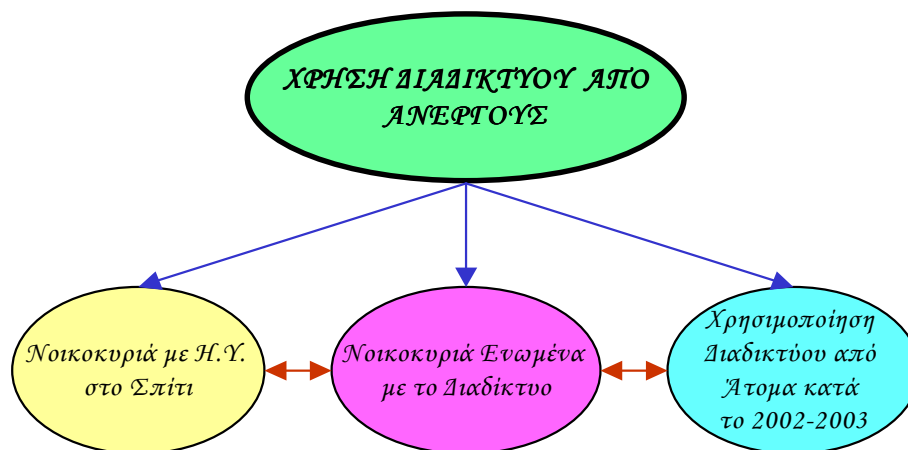 ΧΡΗΣΗ ΔΙΑΔΙΚΤΥΟΥ ΑΠΟ
ΑΝΕΡΓΟΥΣ
Νοικοκυριά με Η.Υ.
στο Σπίτι
Νοικοκυριά Ενωμένα
με το Διαδίκτυο
Χρησιμοποίηση
Διαδικτύου από
Άτομα κατά
το 2002-2003